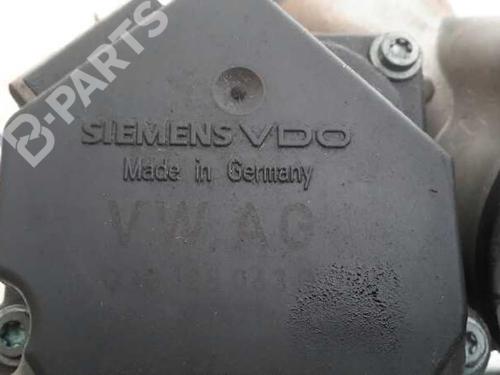 B-PARTS
SIEMENS VDO
Made in Germany
VW AG